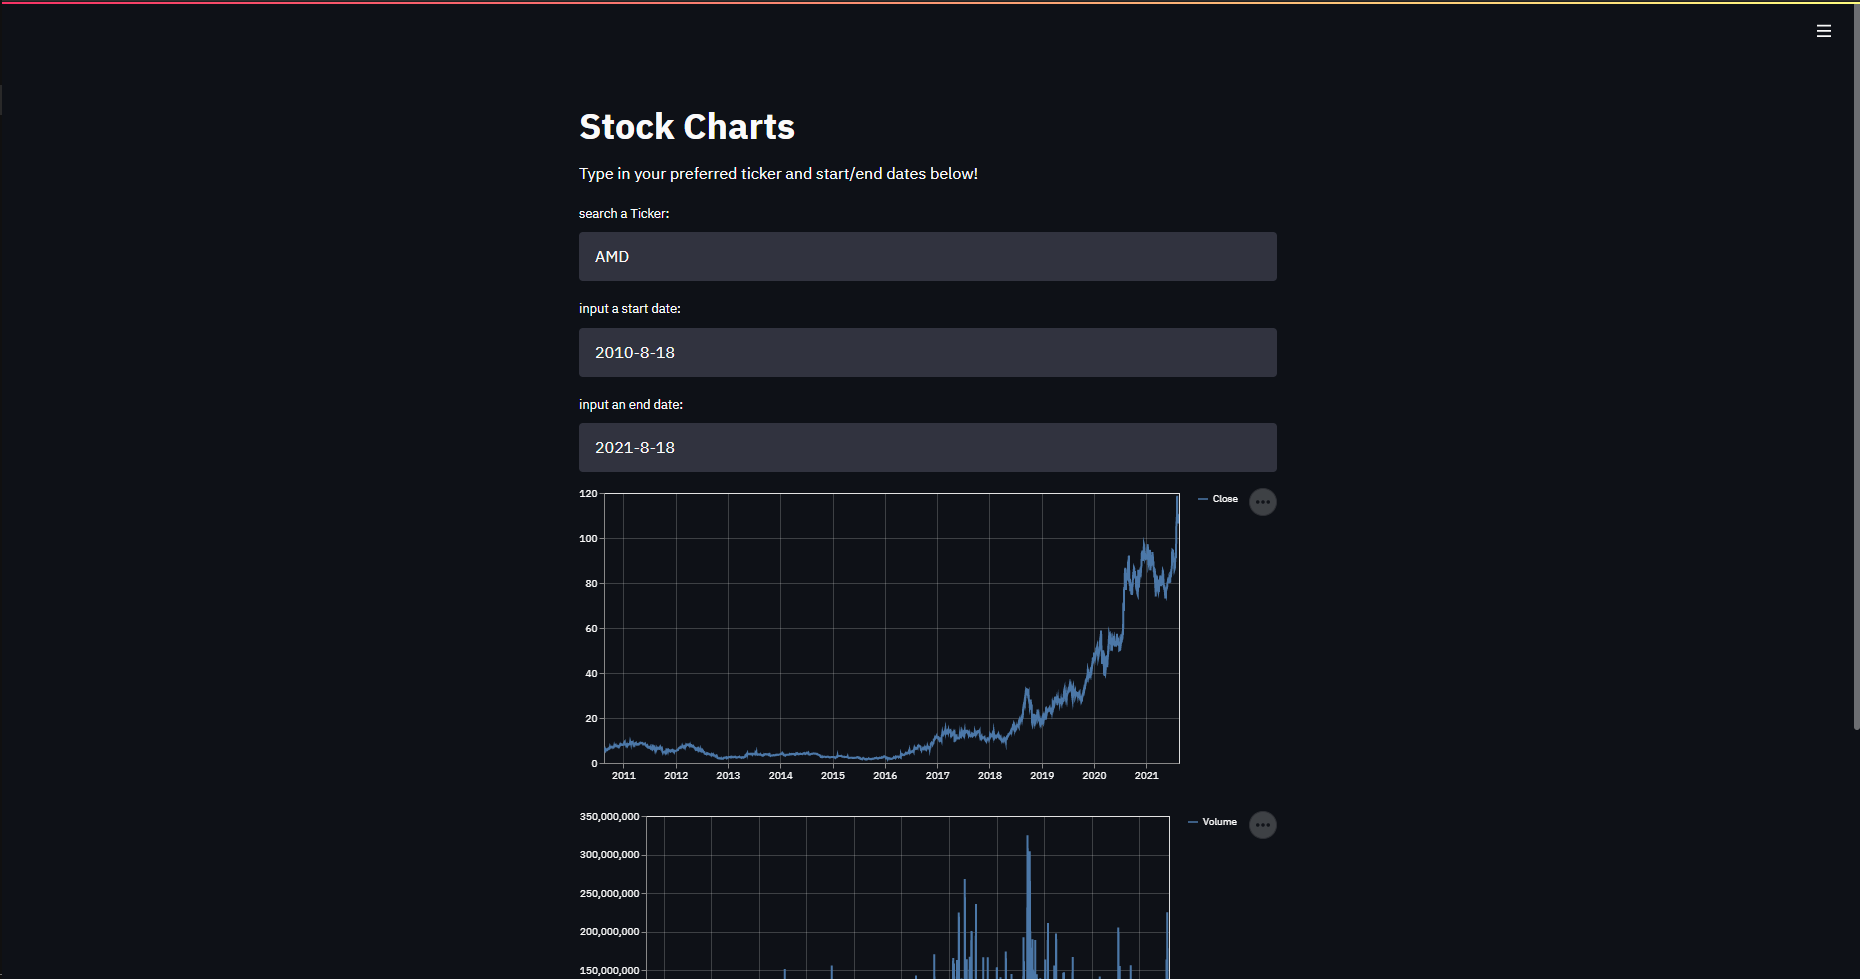 Stock Charts
Type in your preferred ticker and start/end dates below!
search a Ticker:
AMD
input a start date:
2010-8-18
input an end date:
2021-8-18
120
100
80
60
40
20
0
2011 2012 2013 2014 2015 2016 2017 2018 2019 2020 2021
Close
350,000,000
300,000,000
250,000,000
200,000,000
150,000,000
Volume